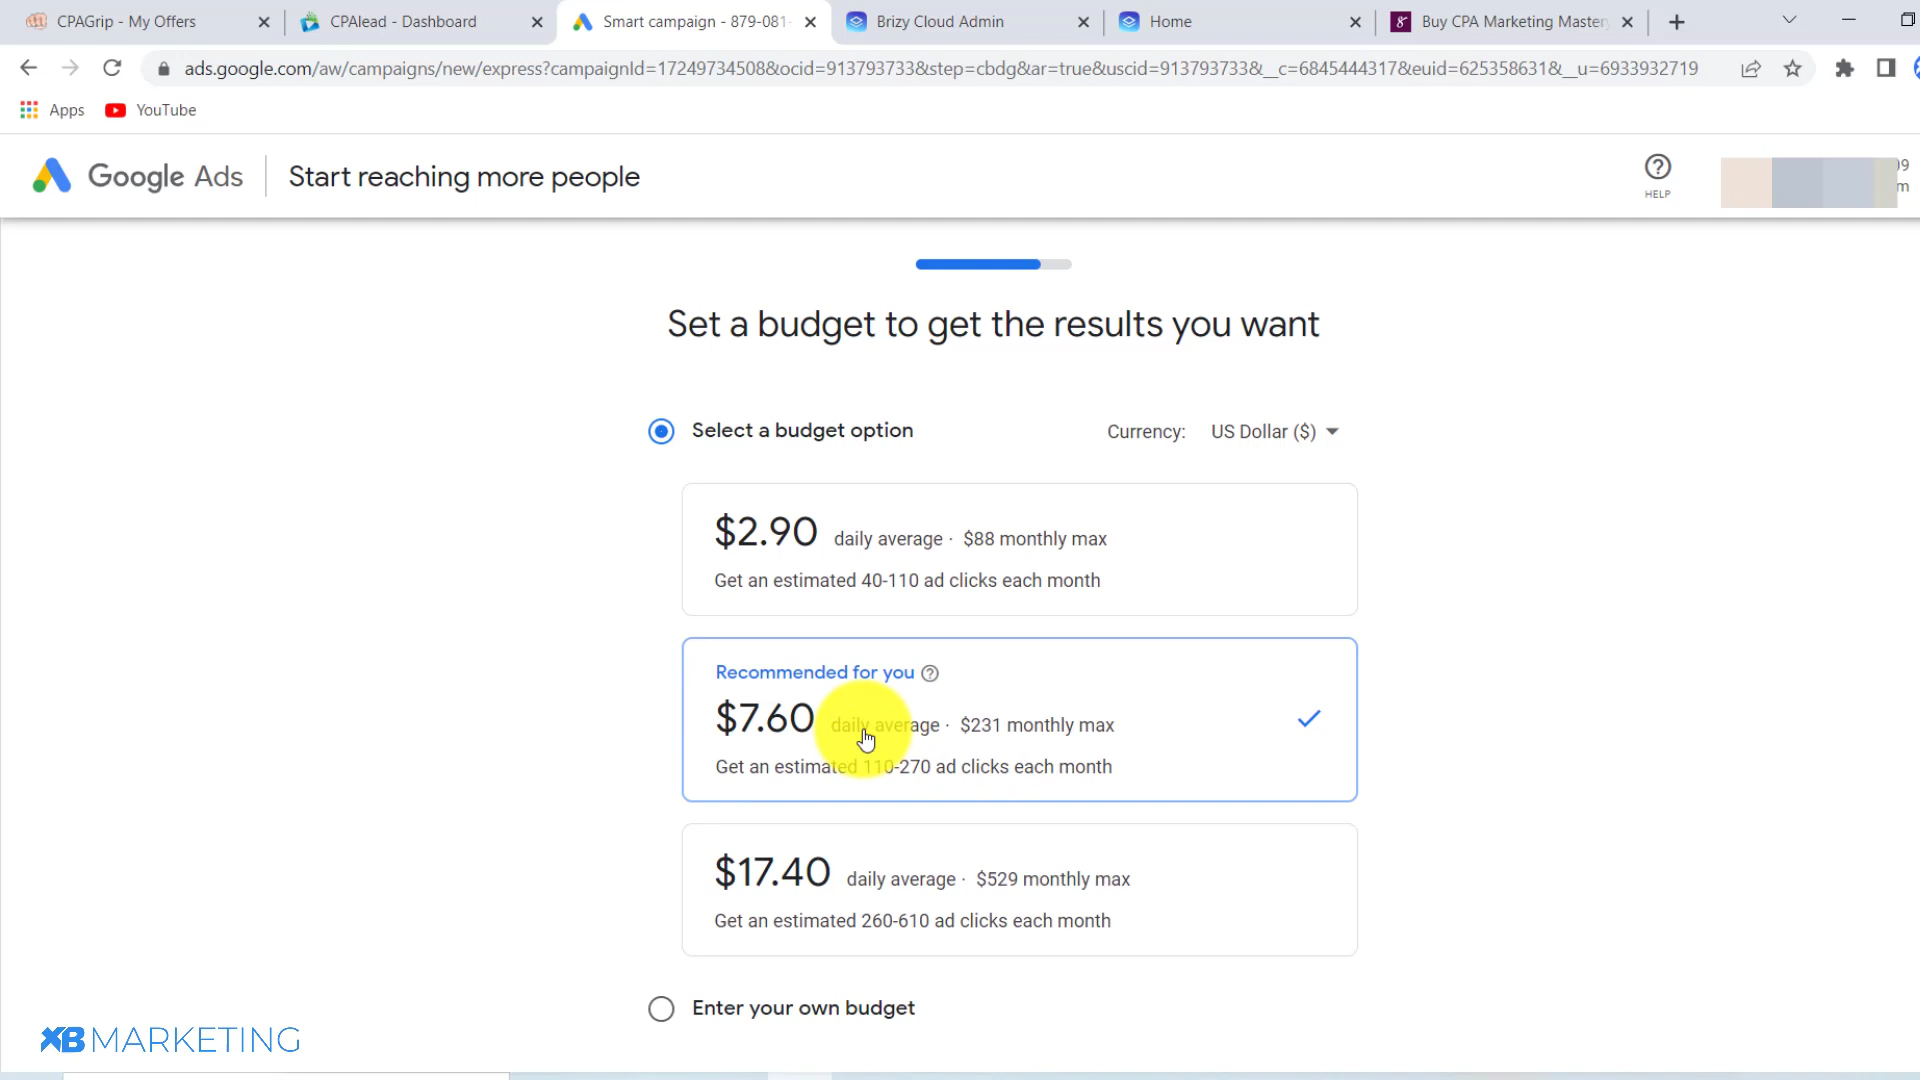 CPAGrip - My Offers
CPAlead - Dashboard
Smart campaign - 879-081-
Brizy Cloud Admin
Home
Buy CPA Marketing Mastery
ads.google.com/aw/campaigns/new/express?campaignId=17249734508&ocid=913793733&step=cbdg&ar=true&uscid=913793733&__c=6845444317&euid=625358631&__u=6933932719
Apps
YouTube
Google Ads
Start reaching more people
HELP
09
m
Set a budget to get the results you want
Select a budget option
Currency: US Dollar ($)
$2.90 daily average · $88 monthly max
Get an estimated 40-110 ad clicks each month
Recommended for you
$7.60 daily average · $231 monthly max
Get an estimated 110-270 ad clicks each month
$17.40 daily average · $529 monthly max
Get an estimated 260-610 ad clicks each month
Enter your own budget
XB MARKETING